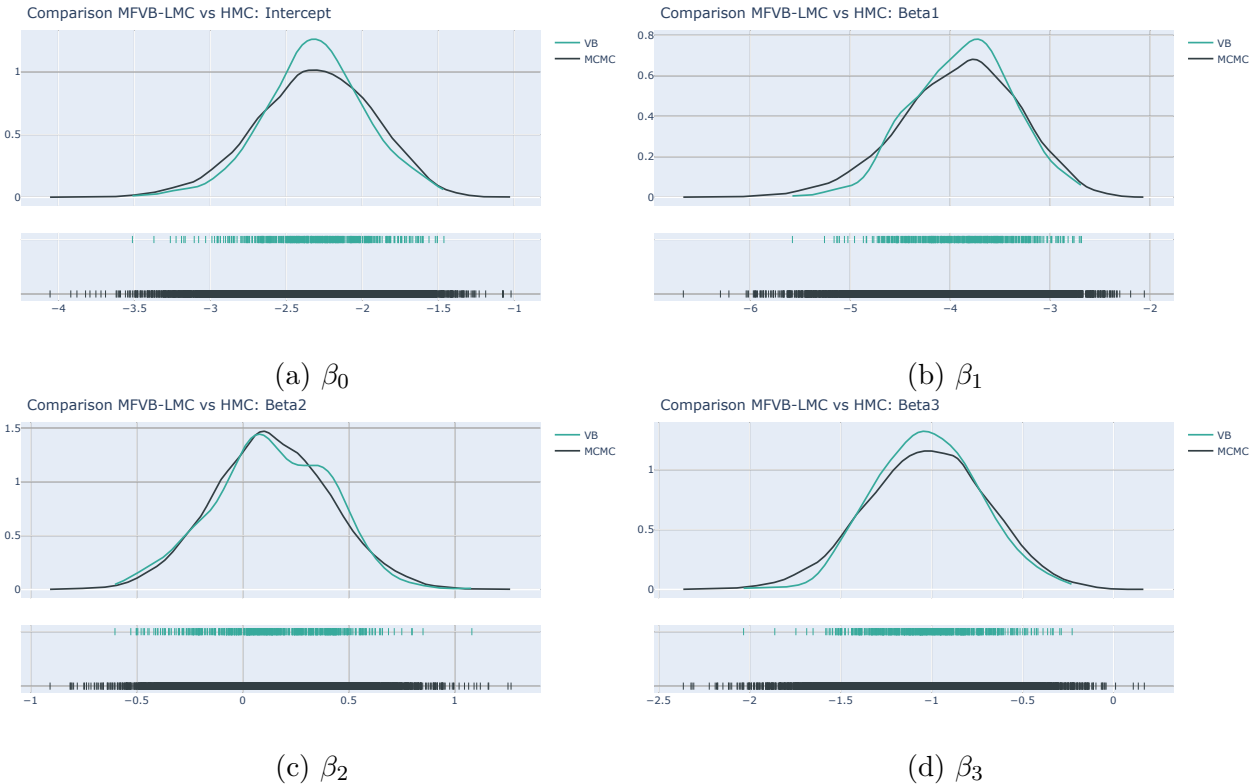 Comparison MFVB-LMC vs HMC: Intercept
VB
MCMC
1
0.5
0
−4
−3.5
−3
−2.5
−2
−1.5
−1
(a) β0
Comparison MFVB-LMC vs HMC: Beta1
VB
MCMC
0.8
0.6
0.4
0.2
0
−6
−5
−4
−3
−2
(b) β1
Comparison MFVB-LMC vs HMC: Beta2
VB
MCMC
1.5
1
0.5
0
−1
−0.5
0
0.5
1
(c) β2
Comparison MFVB-LMC vs HMC: Beta3
VB
MCMC
1
0.5
0
−2.5
−2
−1.5
−1
−0.5
0
(d) β3